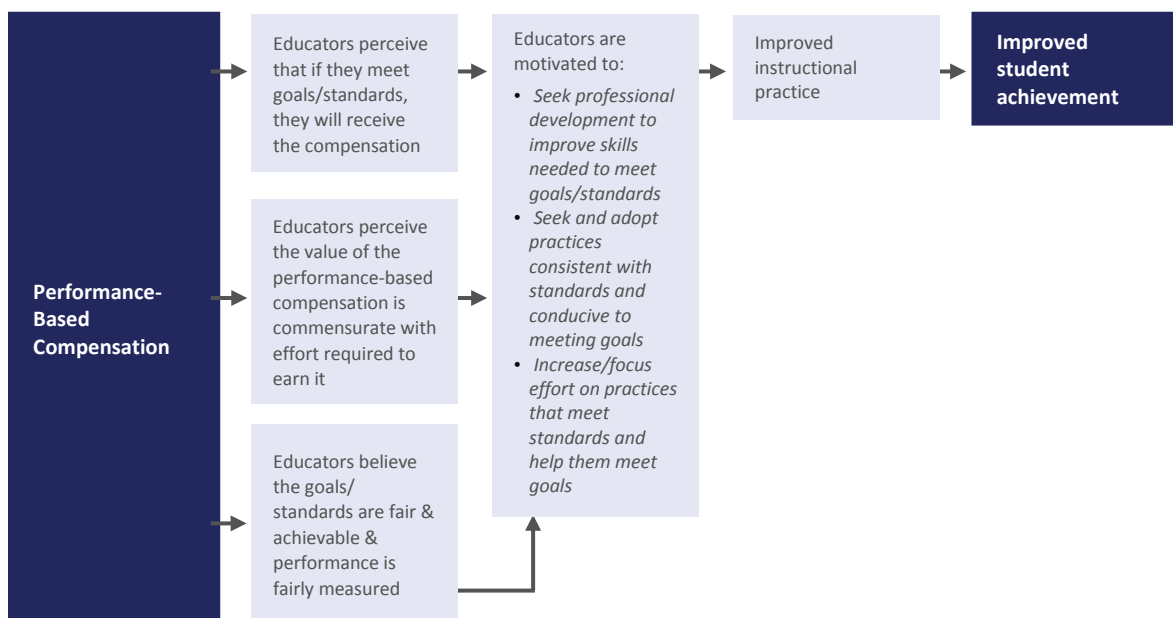 Performance-
Based
Compensation
Educators perceive
that if they meet
goals/standards,
they will receive
the compensation
Educators perceive
the value of the
performance-based
compensation is
commensurate with
effort required to
earn it
Educators believe
the goals/
standards are fair &
achievable &
performance is
fairly measured
Educators are
motivated to:
• Seek professional
development to
improve skills
needed to meet
goals/standards
• Seek and adopt
practices
consistent with
standards and
conducive to
meeting goals
• Increase/focus
effort on practices
that meet
standards and
help them meet
goals
Improved
instructional
practice
Improved
student
achievement